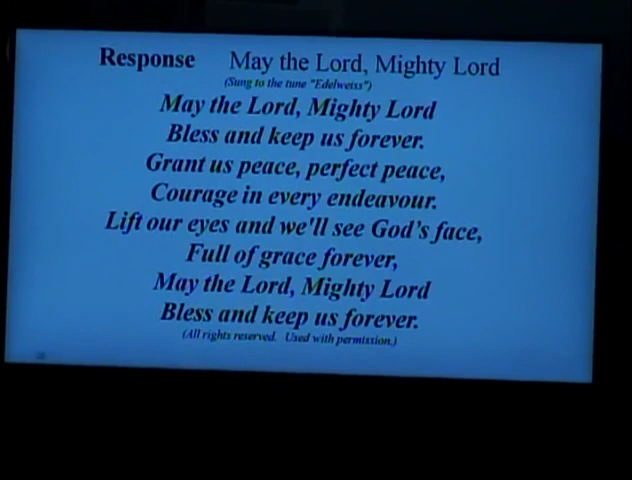 Response May the Lord, Mighty Lord
(Sung to the tune "Edelweiss")
May the Lord, Mighty Lord
Bless and keep us forever.
Grant us peace, perfect peace,
Courage in every endeavour.
Lift our eyes and we'll see God's face,
Full of grace forever,
May the Lord, Mighty Lord
Bless and keep us forever.
(All rights reserved. Used with permission.)